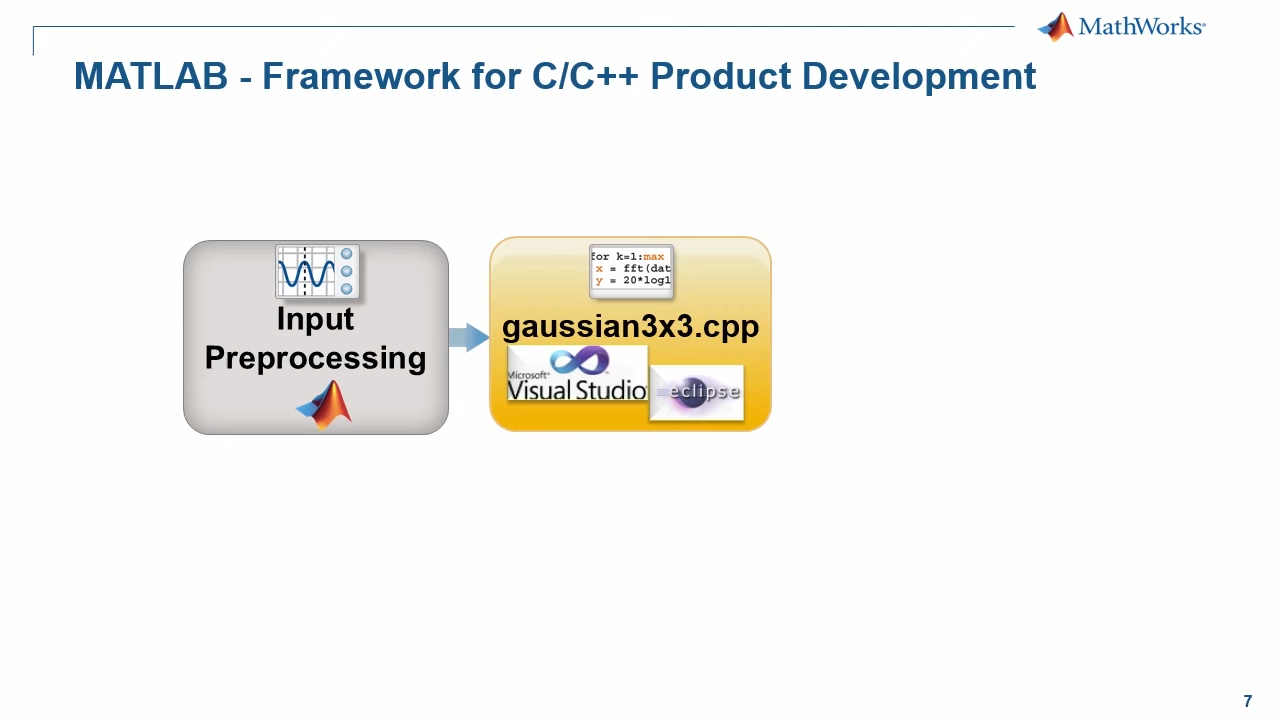 MathWorks®
MATLAB - Framework for C/C++ Product Development
for k=1:max
x = fft(dat
y = 20*log1
Input
Preprocessing
gaussian3x3.cpp
Microsoft®
Visual Studio®
eclipse
7